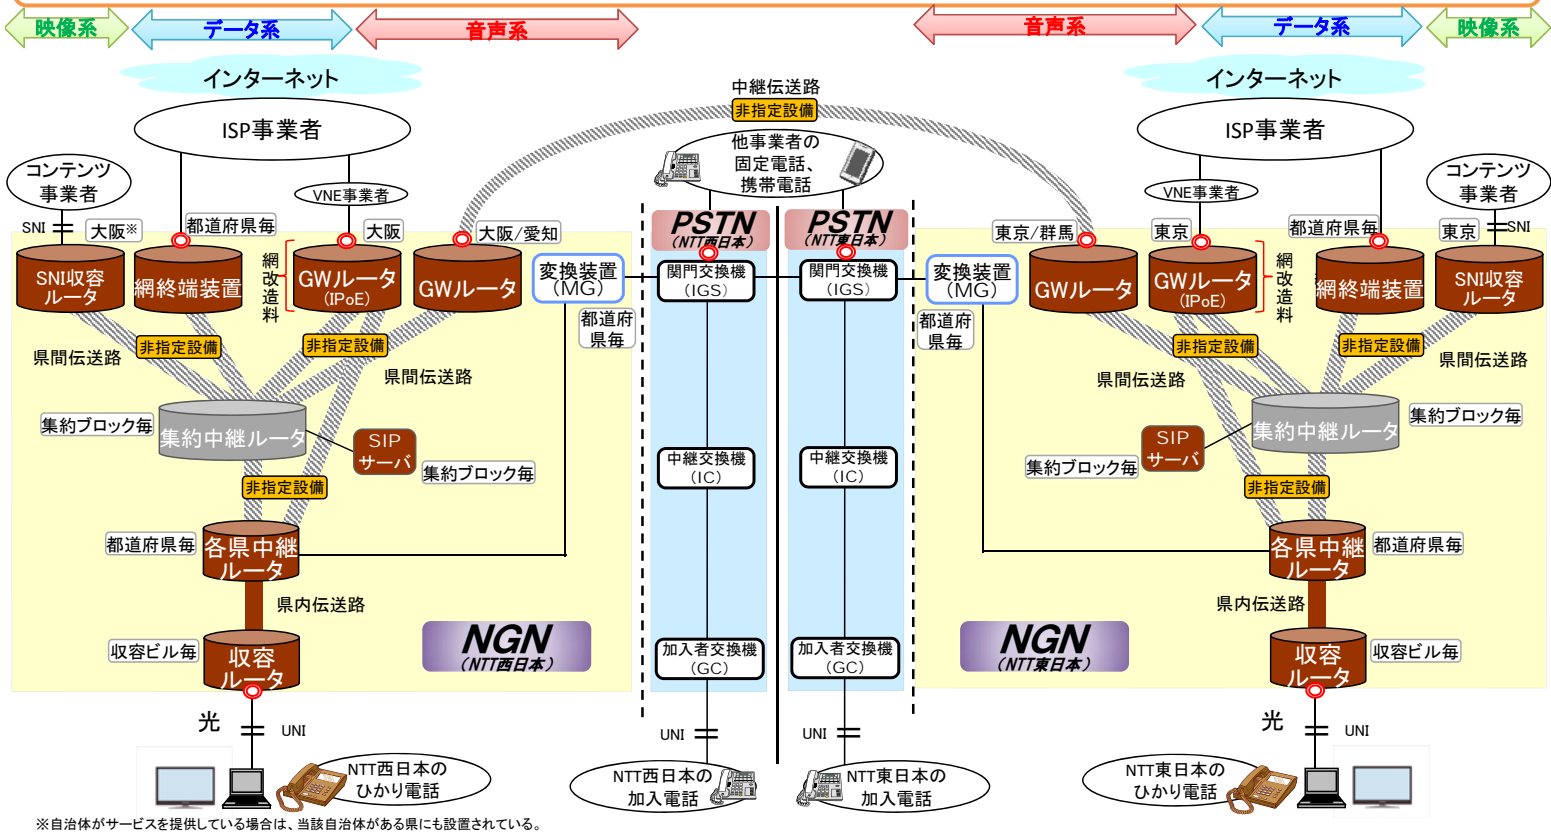 映像系
データ系
音声系
音声系
データ系
映像系
インターネット
ISP事業者
コンテンツ
事業者
VNE事業者
SNI
大阪※
都道府県毎
大阪
大阪/愛知
SNI収容
ルータ
網終端装置
網改造料
GWルータ
(IPoE)
GWルータ
変換装置
(MG)
都道府
県毎
非指定設備
非指定設備
県間伝送路
県間伝送路
集約ブロック毎
集約中継ルータ
SIP
サーバ
集約ブロック毎
非指定設備
都道府県毎
各県中継
ルータ
県内伝送路
収容ビル毎
収容
ルータ
NGN
(NTT西日本)
光
UNI
NTT西日本の
ひかり電話
中継伝送路
非指定設備
他事業者の
固定電話、
携帯電話
PSTN
(NTT西日本)
関門交換機
(IGS)
中継交換機
(IC)
加入者交換機
(GC)
UNI
NTT西日本の
加入電話
PSTN
(NTT東日本)
関門交換機
(IGS)
中継交換機
(IC)
加入者交換機
(GC)
UNI
NTT東日本の
加入電話
インターネット
ISP事業者
VNE事業者
コンテンツ
事業者
SNI
東京/群馬
東京
都道府県毎
東京
変換装置
(MG)
都道府
県毎
GWルータ
GWルータ
(IPoE)
網改造料
網終端装置
SNI収容
ルータ
非指定設備
非指定設備
県間伝送路
県間伝送路
集約ブロック毎
集約中継ルータ
SIP
サーバ
集約ブロック毎
非指定設備
各県中継
ルータ
都道府県毎
県内伝送路
収容
ルータ
収容ビル毎
NGN
(NTT東日本)
光
UNI
NTT東日本の
ひかり電話
※自治体がサービスを提供している場合は、当該自治体がある県にも設置されている。